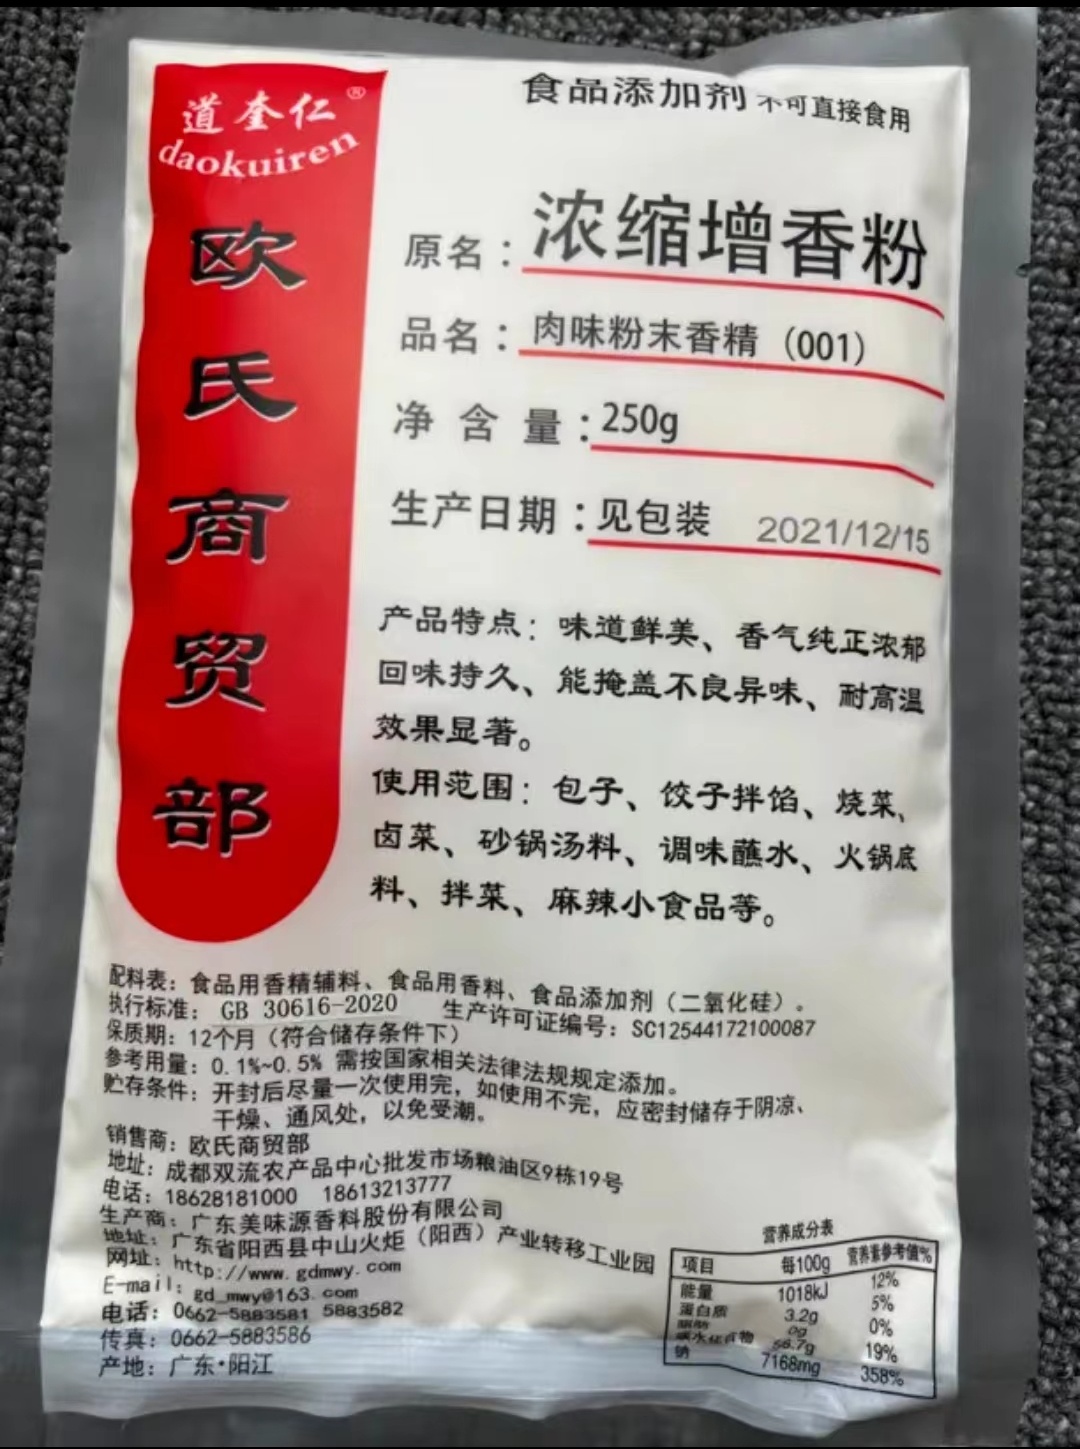 道奎仁®
daokuiren
欧氏商贸部
食品添加剂 不可直接食用
原名：浓缩增香粉
品名：肉味粉末香精（001）
净含量：250g
生产日期：见包装 2021/12/15
产品特点：味道鲜美、香气纯正浓郁
回味持久、能掩盖不良异味、耐高温
效果显著。
使用范围：包子、饺子拌馅、烧菜、
卤菜、砂锅汤料、调味蘸水、火锅底
料、拌菜、麻辣小食品等。
配料表：食品用香精辅料、食品用香料、食品添加剂（二氧化硅）。
执行标准：GB 30616-2020 生产许可证编号：SC12544172100087
保质期：12个月（符合储存条件下）
参考用量：0.1%~0.5% 需按国家相关法律法规规定添加。
贮存条件：开封后尽量一次使用完，如使用不完，应密封储存于阴凉、
干燥、通风处，以免受潮。
销售商：欧氏商贸部
地址：成都双流农产品中心批发市场粮油区9栋19号
电话：18628181000 18613213777
生产商：广东美味源香料股份有限公司
地址：广东省阳西县中山火炬（阳西）产业转移工业园
网址：http://www.gdmwy.com
E-mail：gd_mwy@163.com
电话：0662-5883581 5883582
传真：0662-5883586
产地：广东·阳江
营养成分表
项目 每100g 营养素参考值%
能量 1018kJ 12%
蛋白质 3.2g 5%
脂肪 0g 0%
碳水化合物 56.7g 19%
钠 7168mg 358%